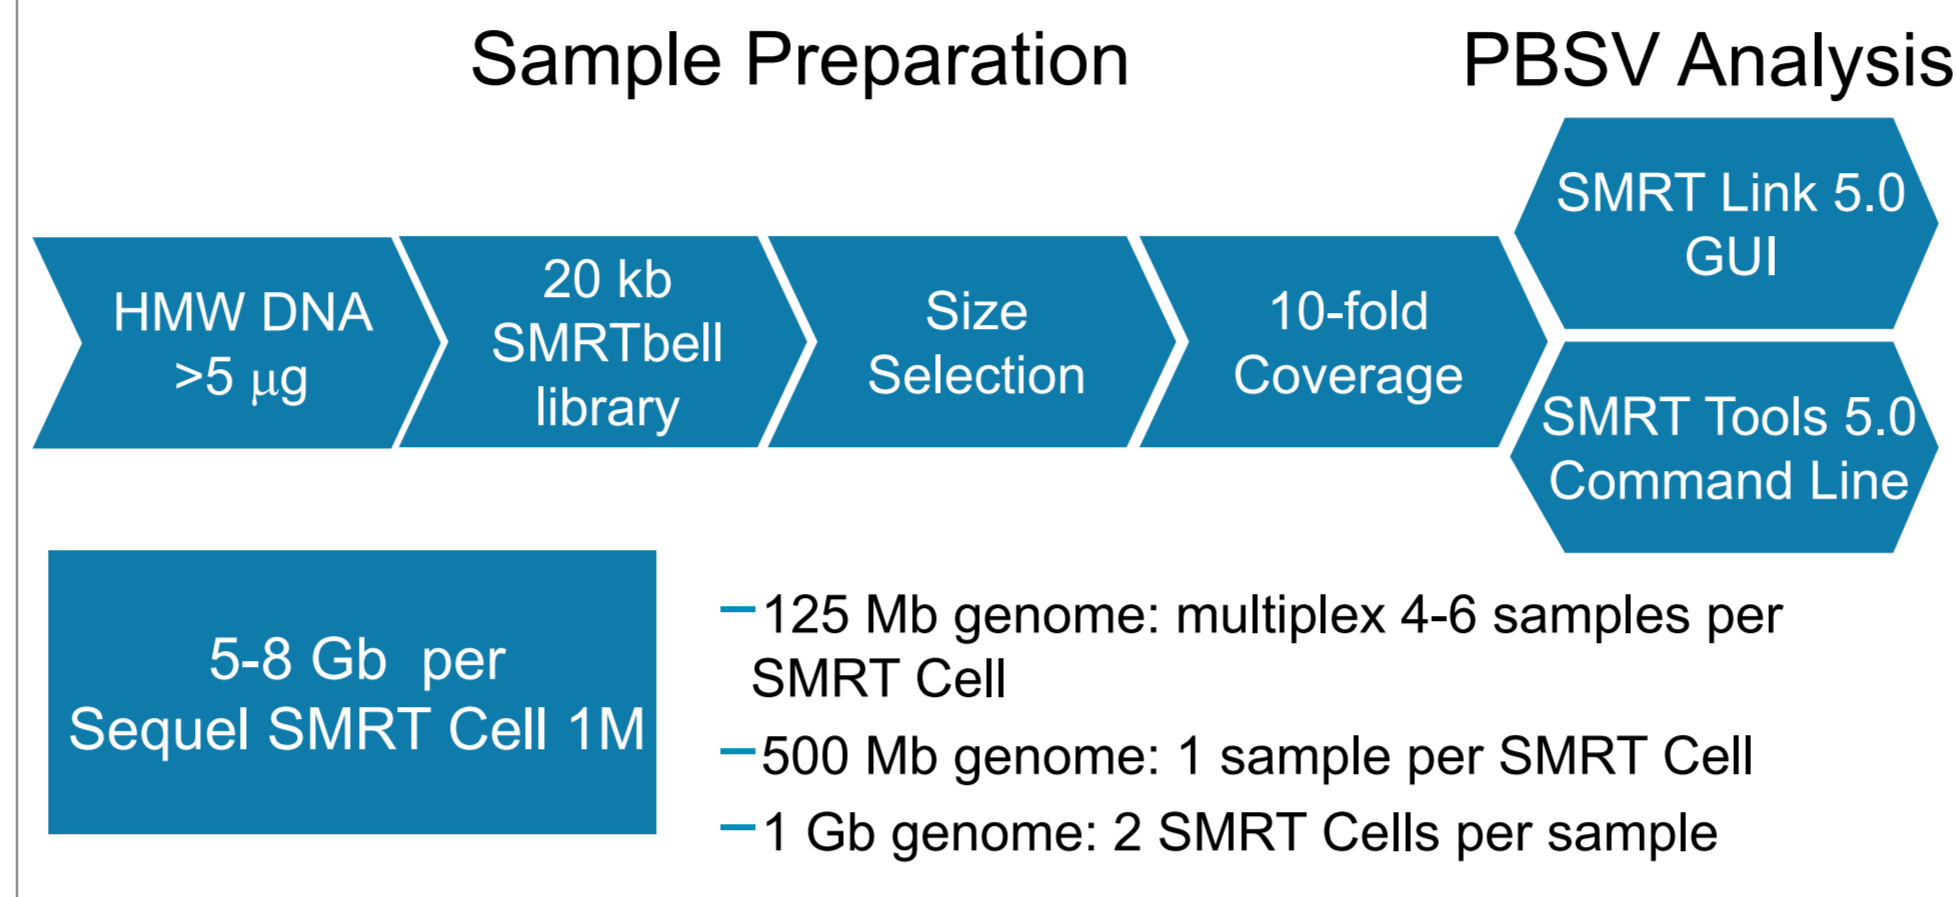 Sample Preparation
PBSV Analysis
HMW DNA
>5 μg
20 kb
SMRTbell
library
Size
Selection
10-fold
Coverage
SMRT Link 5.0
GUI
SMRT Tools 5.0
Command Line
5-8 Gb per
Sequel SMRT Cell 1M
–125 Mb genome: multiplex 4-6 samples per
SMRT Cell
–500 Mb genome: 1 sample per SMRT Cell
–1 Gb genome: 2 SMRT Cells per sample